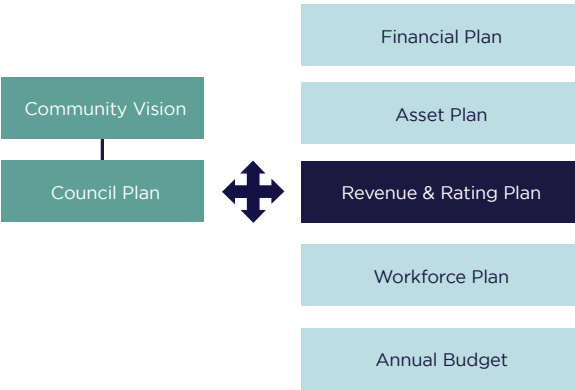 Community Vision
Council Plan
Financial Plan
Asset Plan
Revenue & Rating Plan
Workforce Plan
Annual Budget